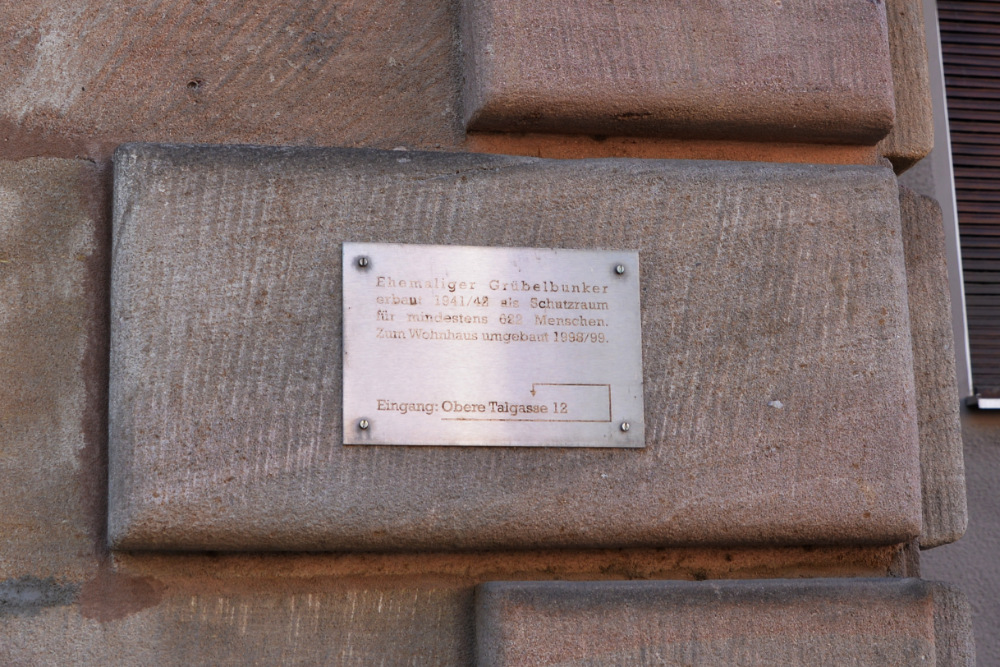 Ehemaliger Grübelbunker
erbaut 1941/42 als Schutzraum
für mindestens 622 Menschen.
Zum Wohnhaus umgebaut 1998/99.
Eingang: Obere Talgasse 12